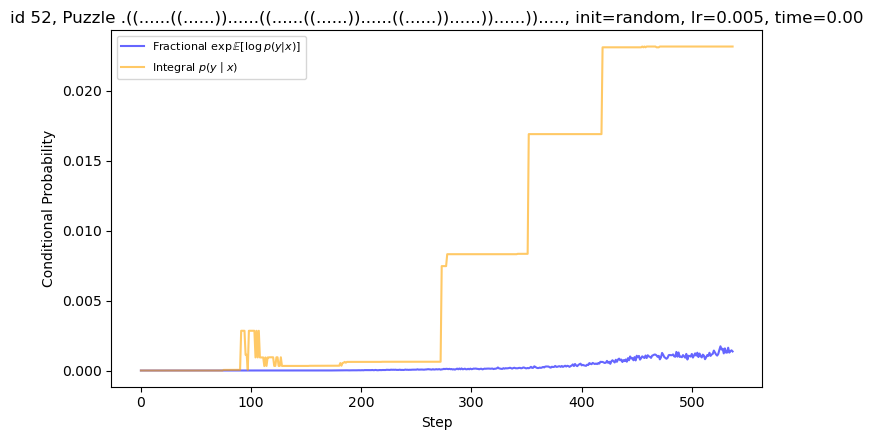 id 52, Puzzle .((......((......))......((......((......))......((......))......))......))....., init=random, lr=0.005, time=0.00
Fractional exp𝔼[log p(y|x)]
Integral p(y | x)
Conditional Probability
0.020
0.015
0.010
0.005
0.000
0
100
200
300
400
500
Step